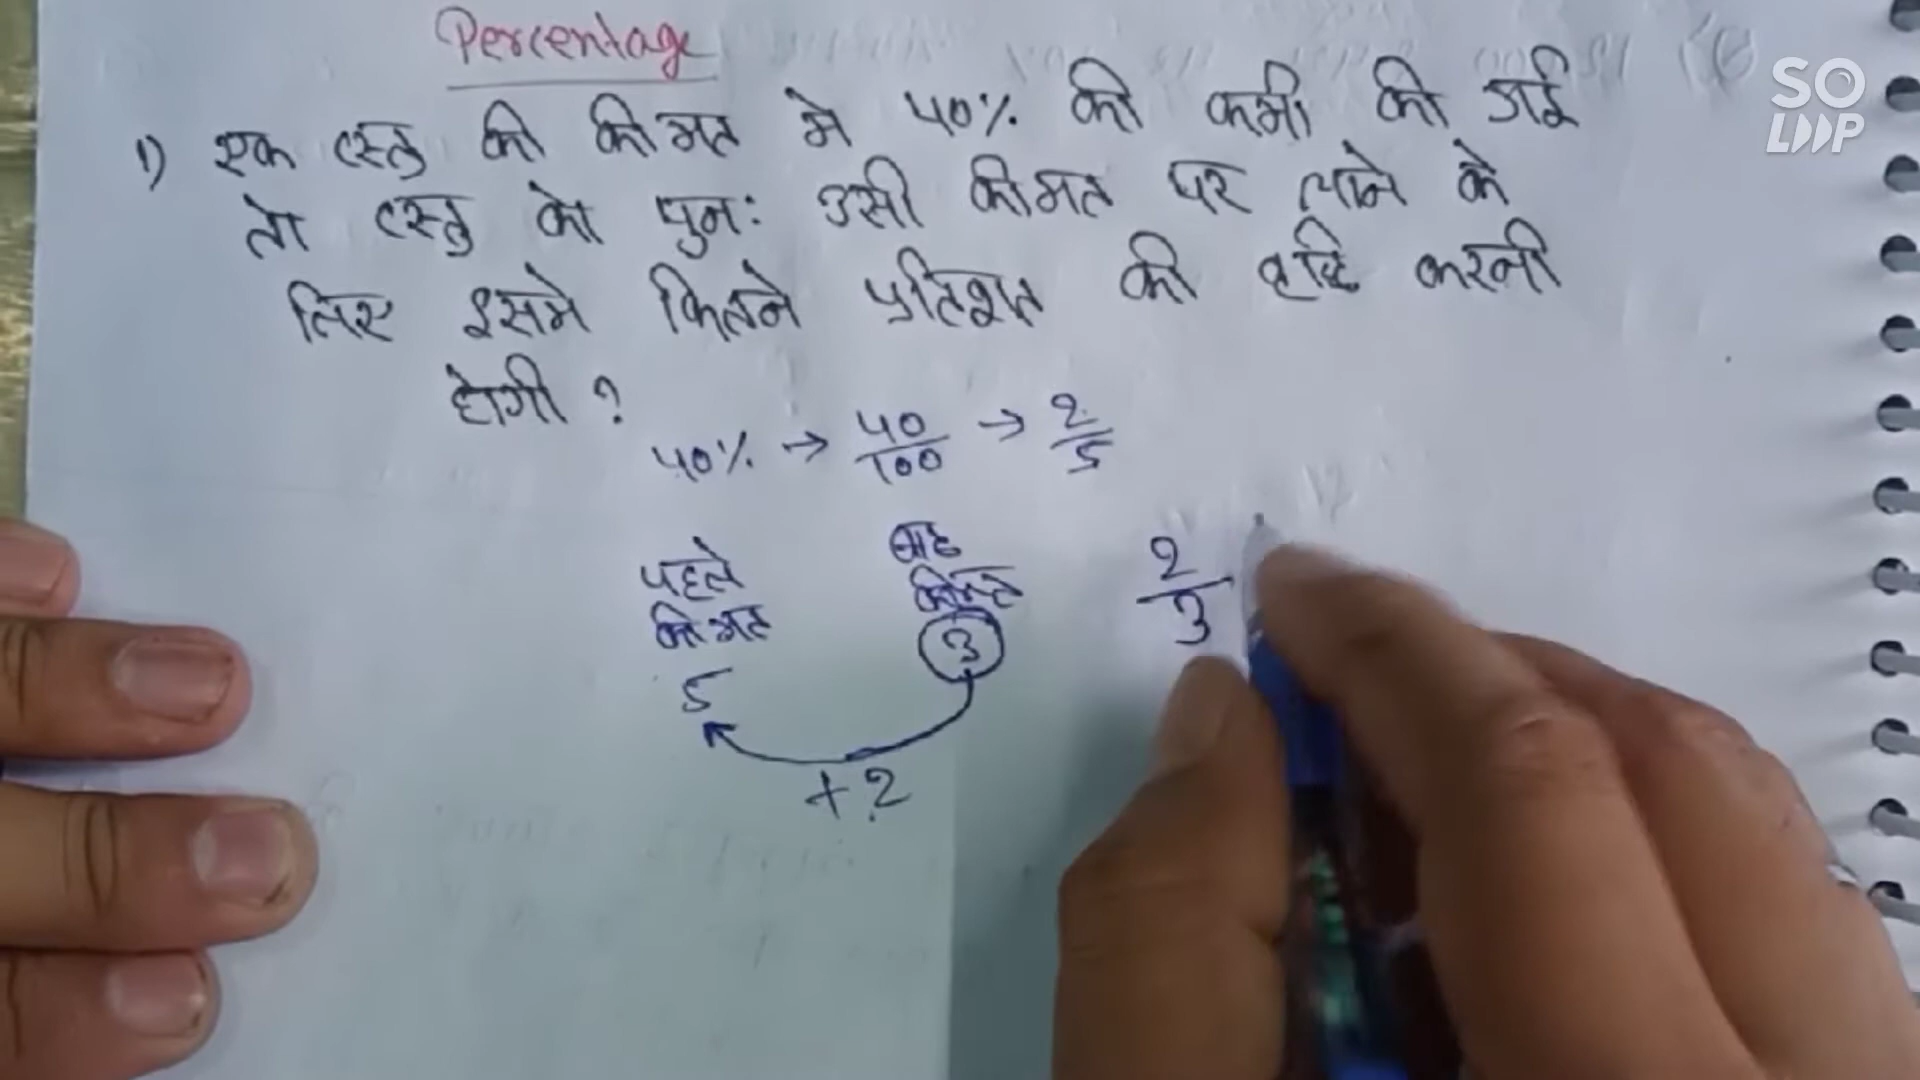 Percentage
SO
LOOP
1) एक वस्तु की कीमत मे 40% की कमी की गई
तो वस्तु को पुनः उसी कीमत पर लाने के
लिए इसमे कितने प्रतिशत की वृद्धि करनी
होगी ?
40% → 40/100 → 2/5
पहले बाद
कीमत कीमत
5 3
+2
2/3